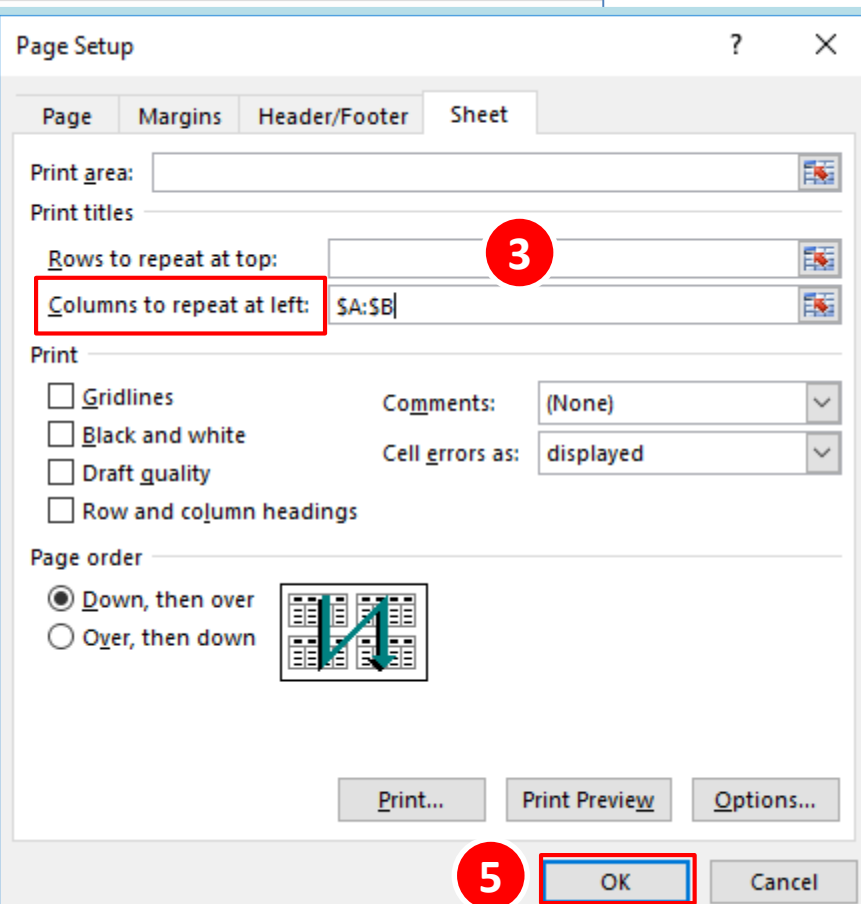 Page Setup ? ×
Page Margins Header/Footer Sheet
Print area:
Print titles
Rows to repeat at top: 3
Columns to repeat at left: $A:$B
Print
Gridlines Comments: (None)
Black and white
Cell errors as: displayed
Draft quality
Row and column headings
Page order
Down, then over
Over, then down
Print... Print Preview Options...
5 OK Cancel